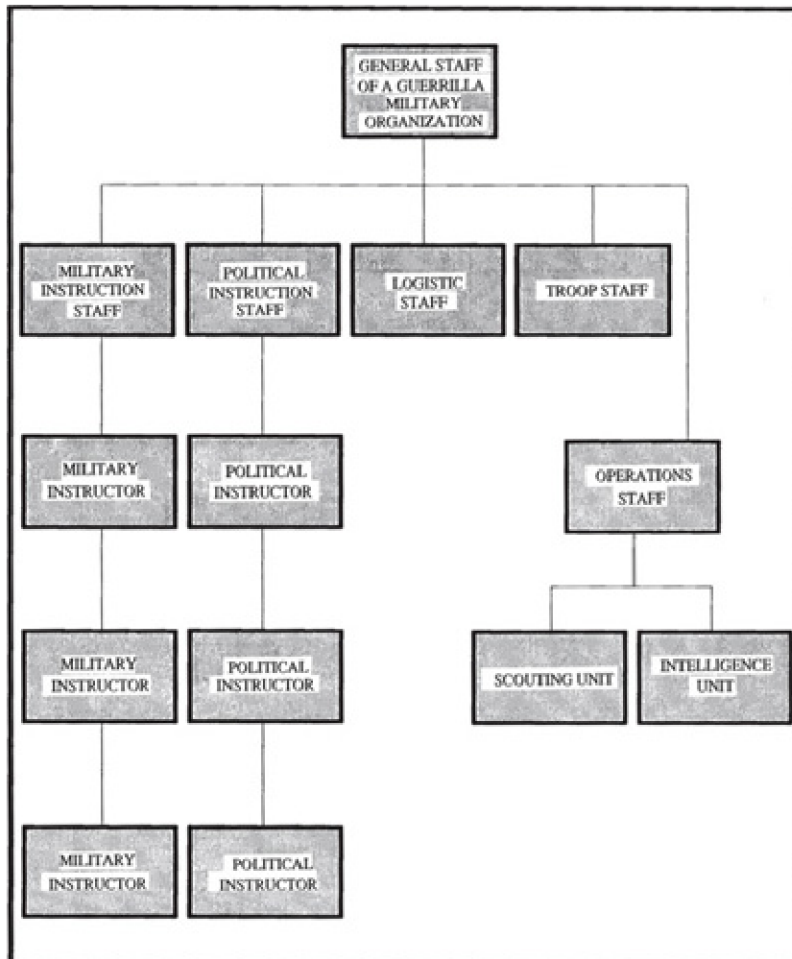 GENERAL STAFF
OF A GUERRILLA
MILITARY
ORGANIZATION
MILITARY
INSTRUCTION
STAFF
POLITICAL
INSTRUCTION
STAFF
LOGISTIC
STAFF
TROOP STAFF
MILITARY
INSTRUCTOR
POLITICAL
INSTRUCTOR
OPERATIONS
STAFF
MILITARY
INSTRUCTOR
POLITICAL
INSTRUCTOR
SCOUTING UNIT
INTELLIGENCE
UNIT
MILITARY
INSTRUCTOR
POLITICAL
INSTRUCTOR